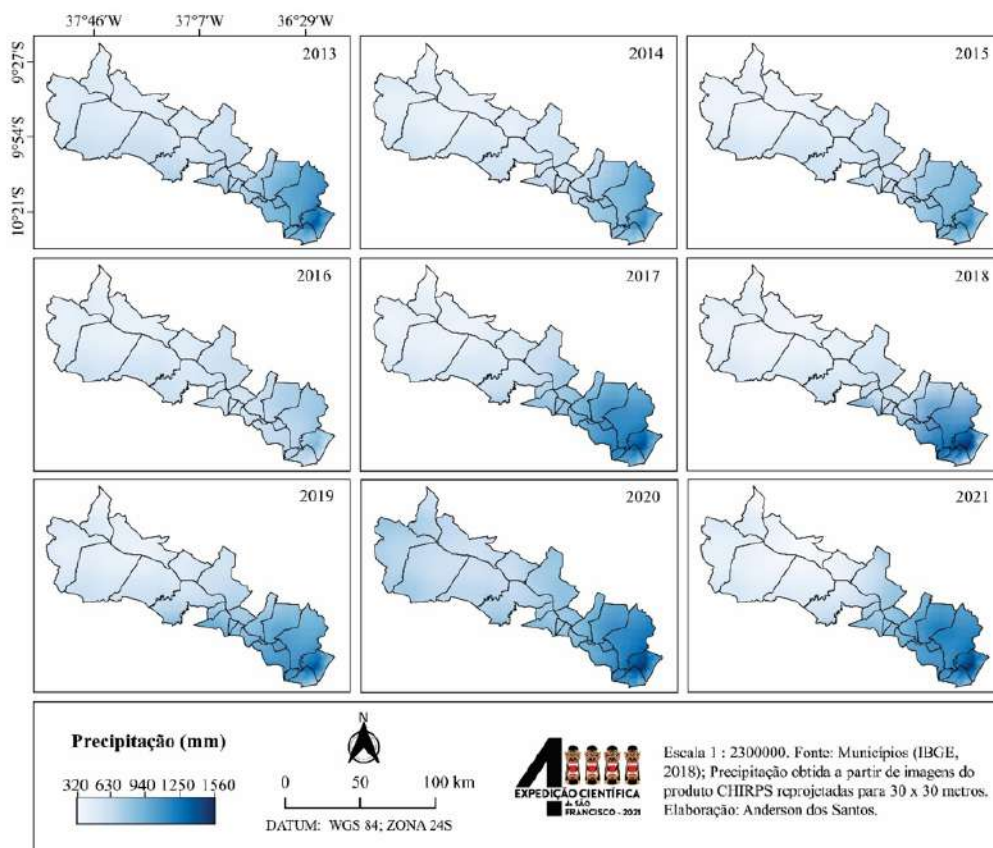 37°46'W 37°7'W 36°29'W
9°27'S
9°54'S
10°21'S
2013
2014
2015
2016
2017
2018
2019
2020
2021
Precipitação (mm)
320 630 940 1250 1560
N
0 50 100 km
DATUM: WGS 84; ZONA 24S
EXPEDIÇÃO CIENTÍFICA
do SÃO
FRANCISCO - 2021
Escala 1 : 2300000. Fonte: Municípios (IBGE,
2018); Precipitação obtida a partir de imagens do
produto CHIRPS reprojetadas para 30 x 30 metros.
Elaboração: Anderson dos Santos.